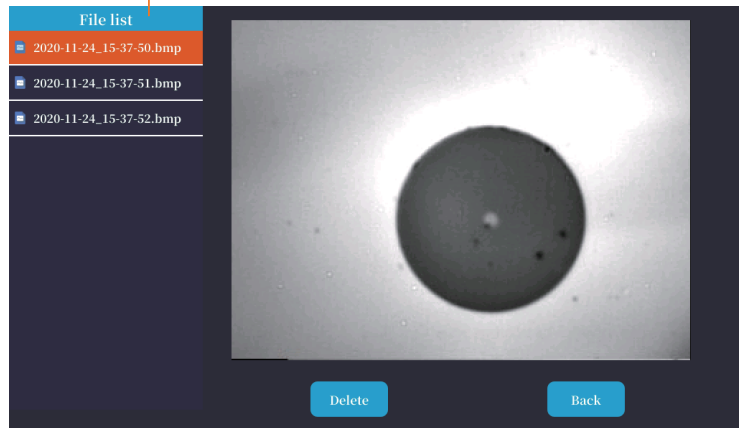 File list
2020-11-24_15-37-50.bmp
2020-11-24_15-37-51.bmp
2020-11-24_15-37-52.bmp
Delete
Back